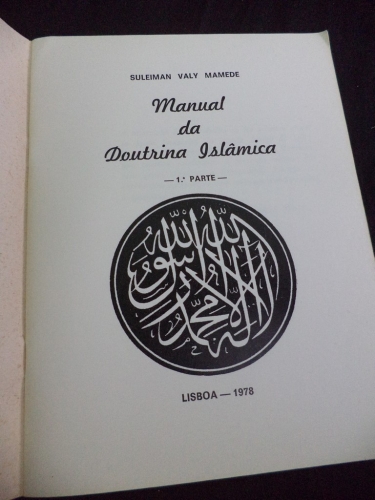 SULEIMAN VALY MAMEDE
Manual
da
Doutrina Islâmica
— 1.ª PARTE —
لا إله إلا الله محمد رسول الله
LISBOA — 1978